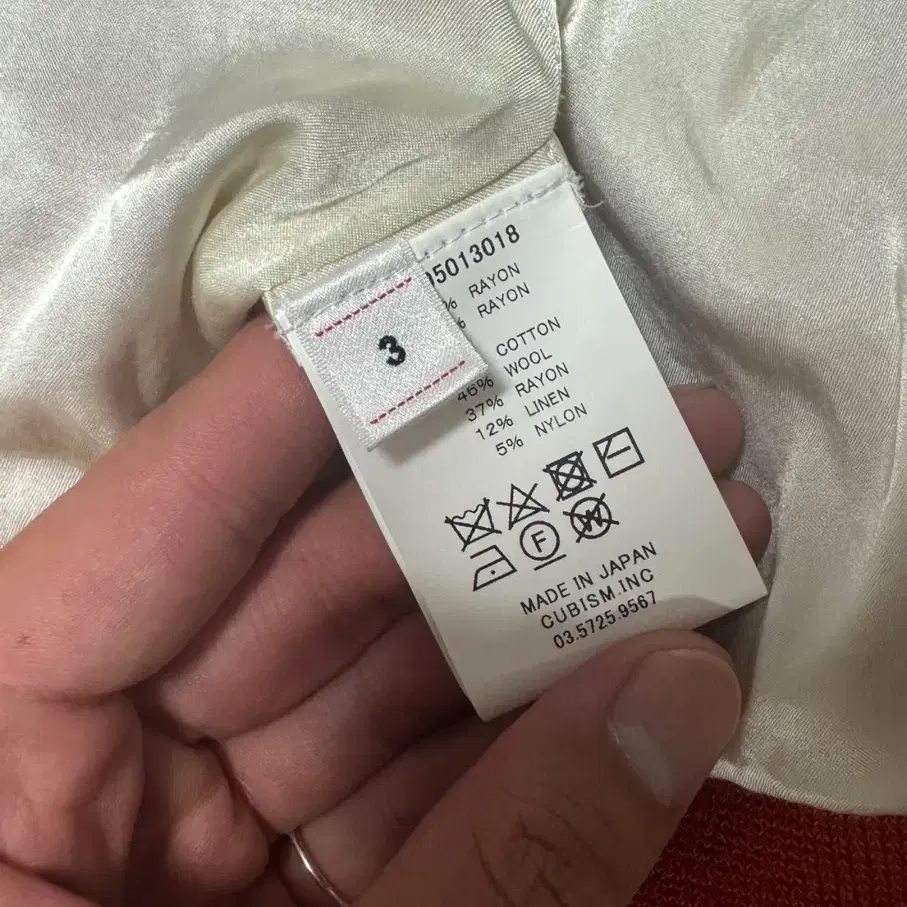 3
5013018
% RAYON
% RAYON
COTTON
46% WOOL
37% RAYON
12% LINEN
5% NYLON
F
W
MADE IN JAPAN
CUBISM.INC
03.5725.9567